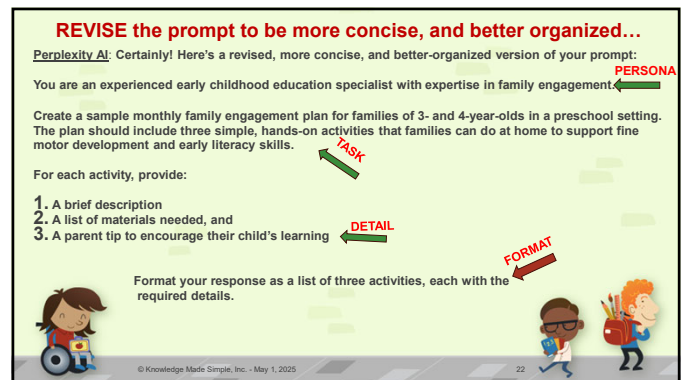 REVISE the prompt to be more concise, and better organized…
Perplexity AI: Certainly! Here’s a revised, more concise, and better-organized version of your prompt:
PERSONA
You are an experienced early childhood education specialist with expertise in family engagement.
Create a sample monthly family engagement plan for families of 3- and 4-year-olds in a preschool setting.
The plan should include three simple, hands-on activities that families can do at home to support fine
motor development and early literacy skills.
TASK
For each activity, provide:
1. A brief description
2. A list of materials needed, and
3. A parent tip to encourage their child’s learning
DETAIL
FORMAT
Format your response as a list of three activities, each with the
required details.
© Knowledge Made Simple, Inc. - May 1, 2025
22